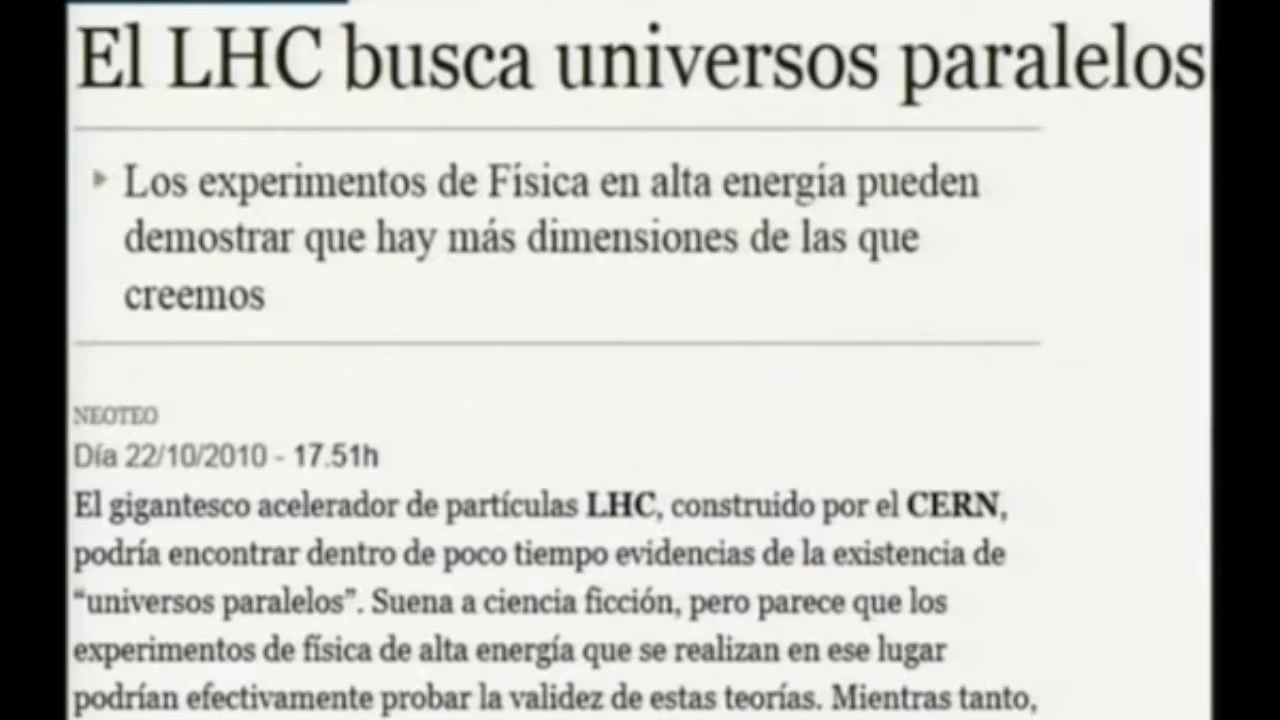 El LHC busca universos paralelos
Los experimentos de Física en alta energía pueden
demostrar que hay más dimensiones de las que
creemos
NEOTEO
Día 22/10/2010 - 17.51h
El gigantesco acelerador de partículas LHC, construido por el CERN,
podría encontrar dentro de poco tiempo evidencias de la existencia de
“universos paralelos”. Suena a ciencia ficción, pero parece que los
experimentos de física de alta energía que se realizan en ese lugar
podrían efectivamente probar la validez de estas teorías. Mientras tanto,